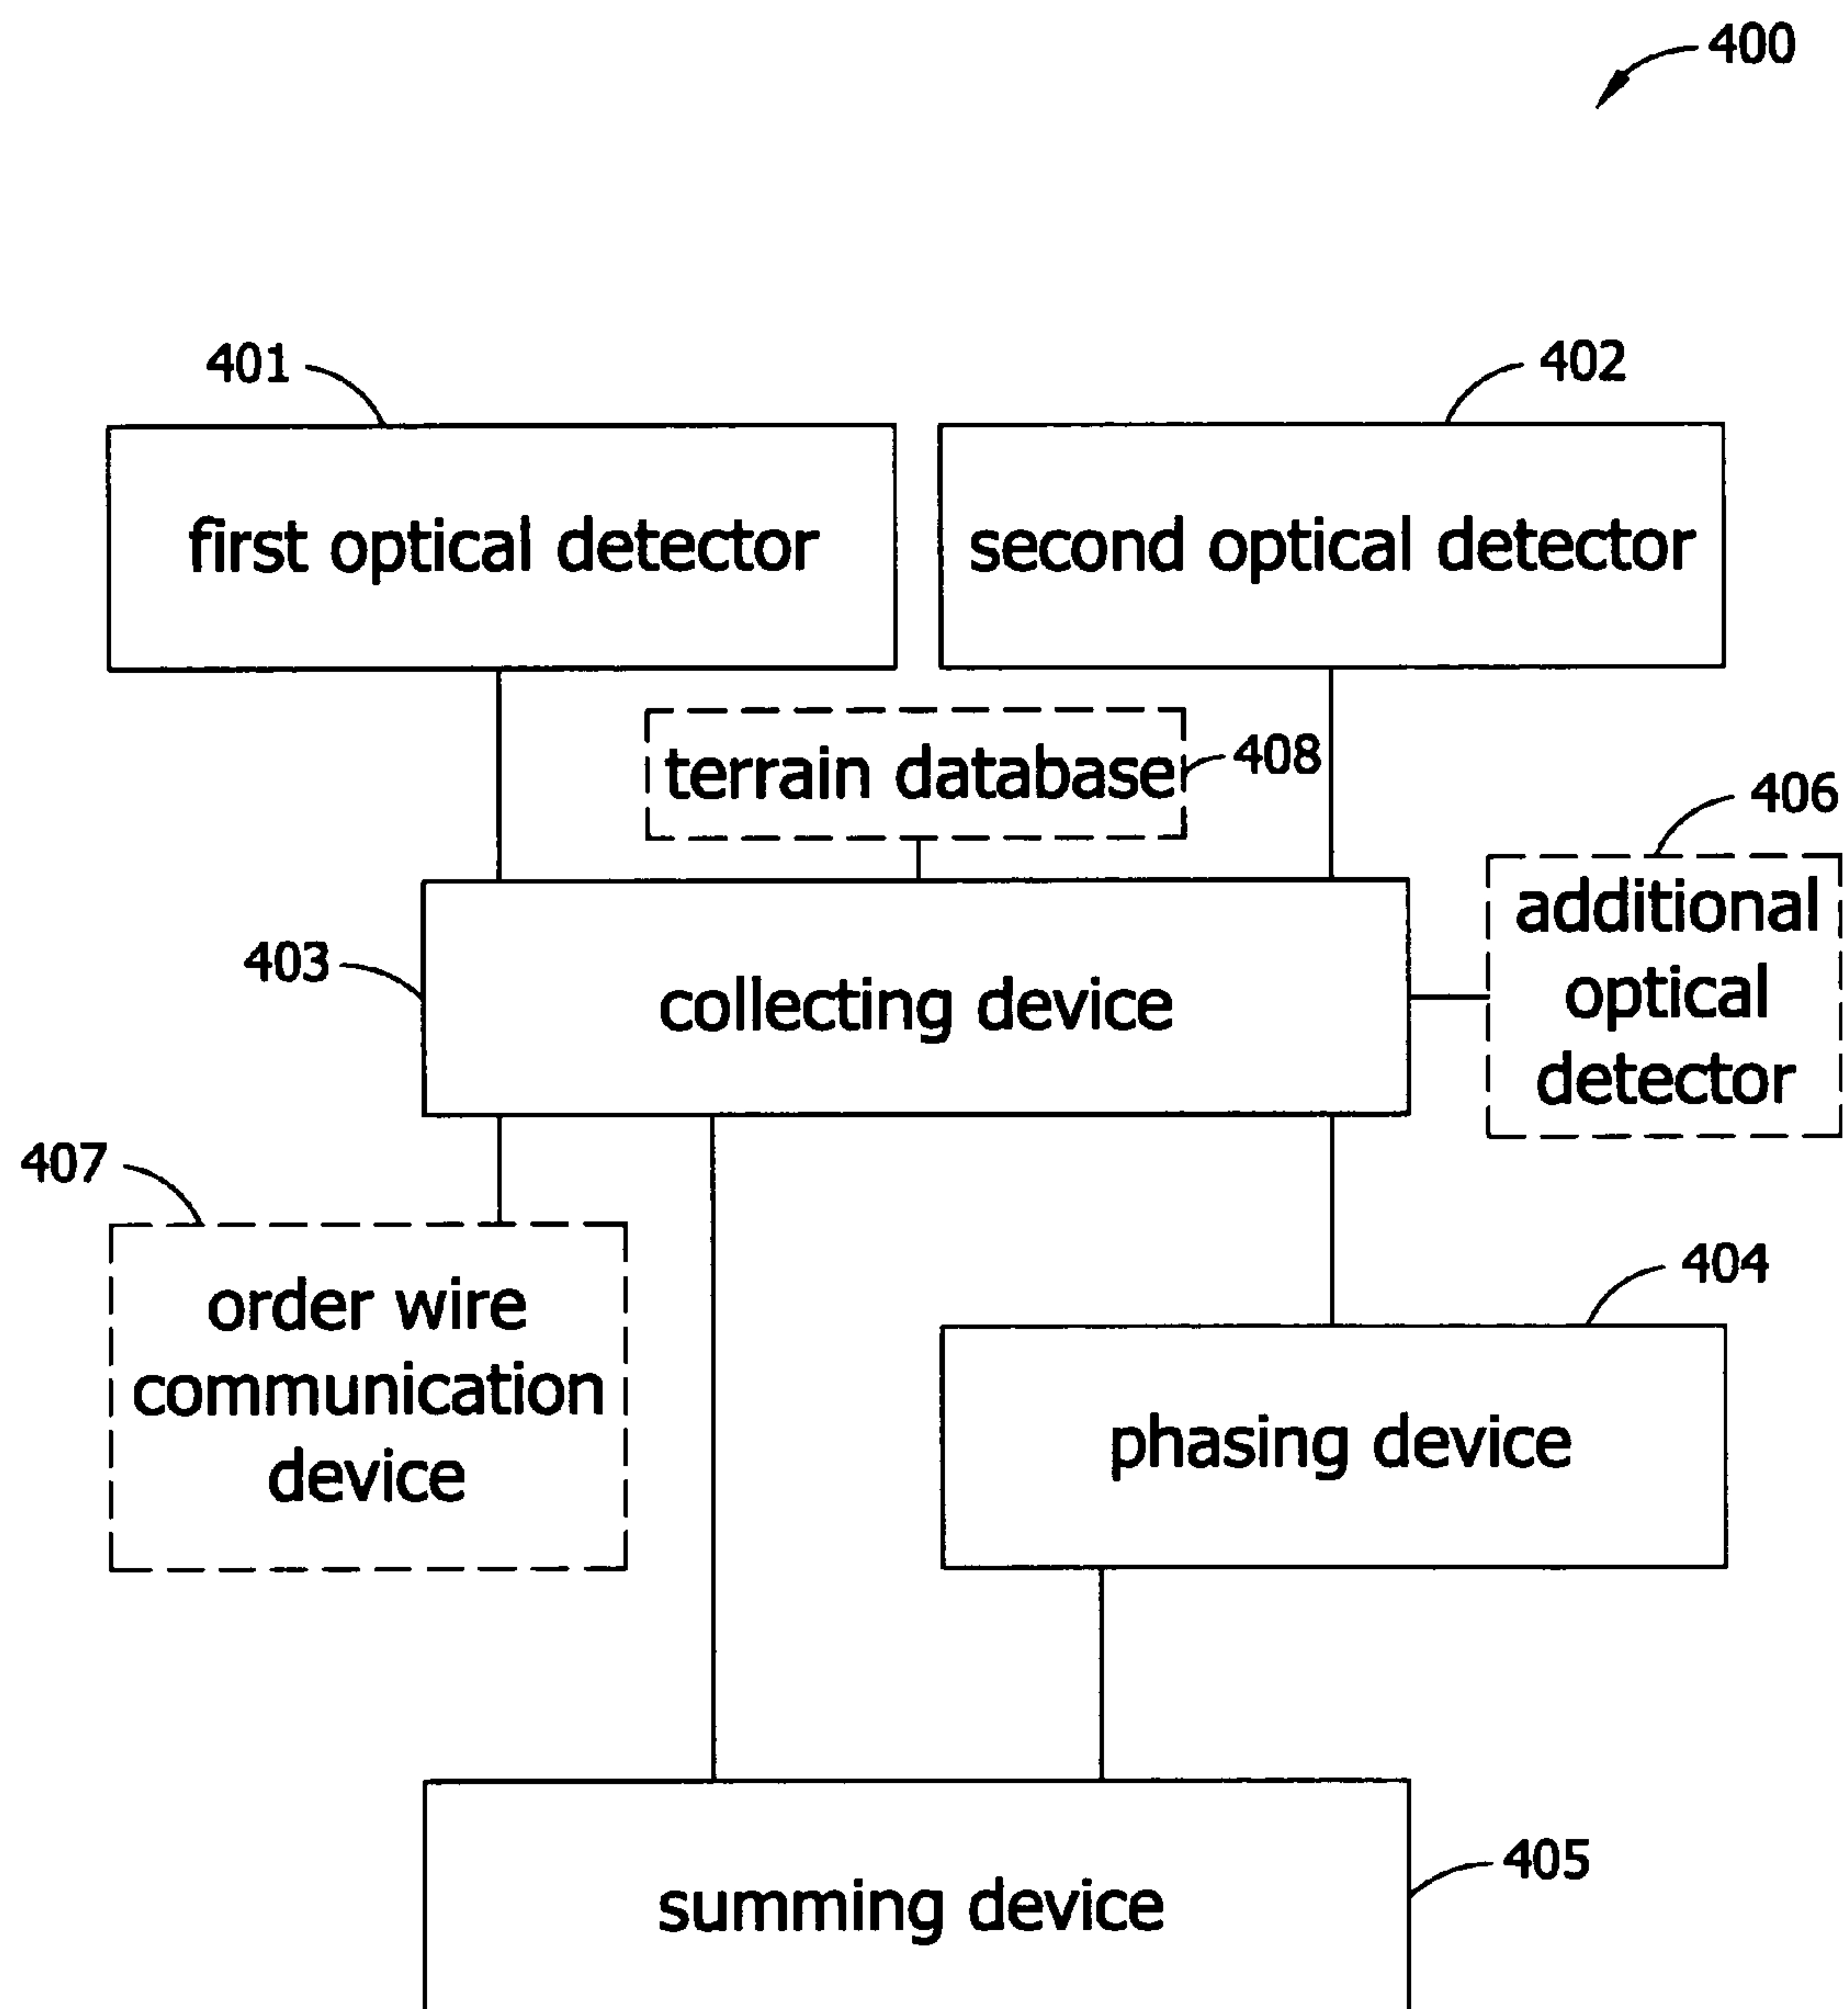 400
401
402
first optical detector
second optical detector
terrain database
408
406
additional
optical
detector
403
collecting device
407
order wire
communication
device
404
phasing device
405
summing device